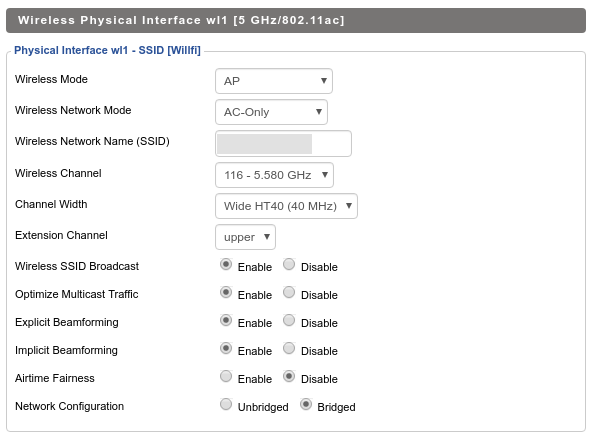 Wireless Physical Interface wl1 [5 GHz/802.11ac]
Physical Interface wl1 - SSID [Willfi]
Wireless Mode AP
Wireless Network Mode AC-Only
Wireless Network Name (SSID)
Wireless Channel 116 - 5.580 GHz
Channel Width Wide HT40 (40 MHz)
Extension Channel upper
Wireless SSID Broadcast Enable Disable
Optimize Multicast Traffic Enable Disable
Explicit Beamforming Enable Disable
Implicit Beamforming Enable Disable
Airtime Fairness Enable Disable
Network Configuration Unbridged Bridged